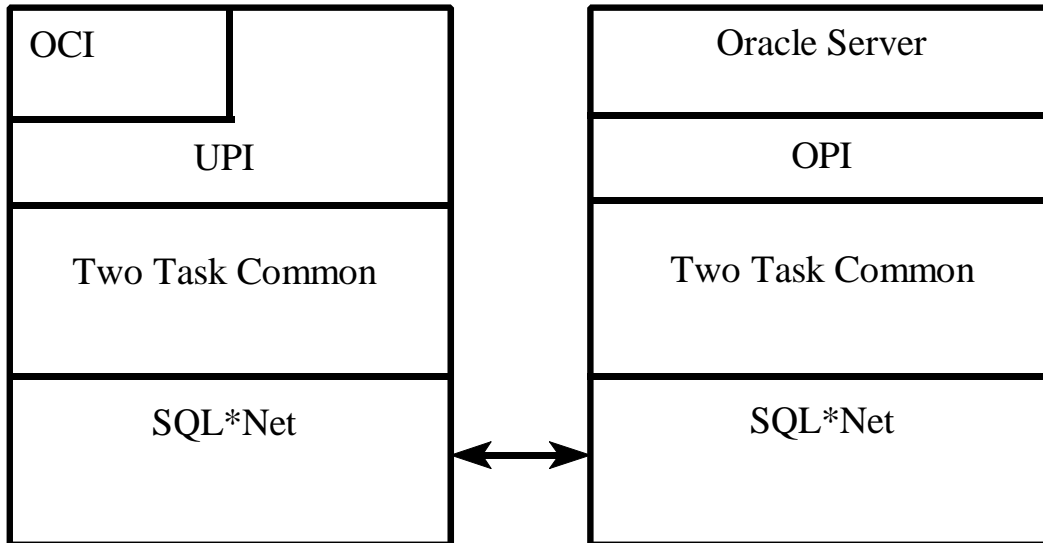 OCI
UPI
Two Task Common
SQL*Net
Oracle Server
OPI
Two Task Common
SQL*Net